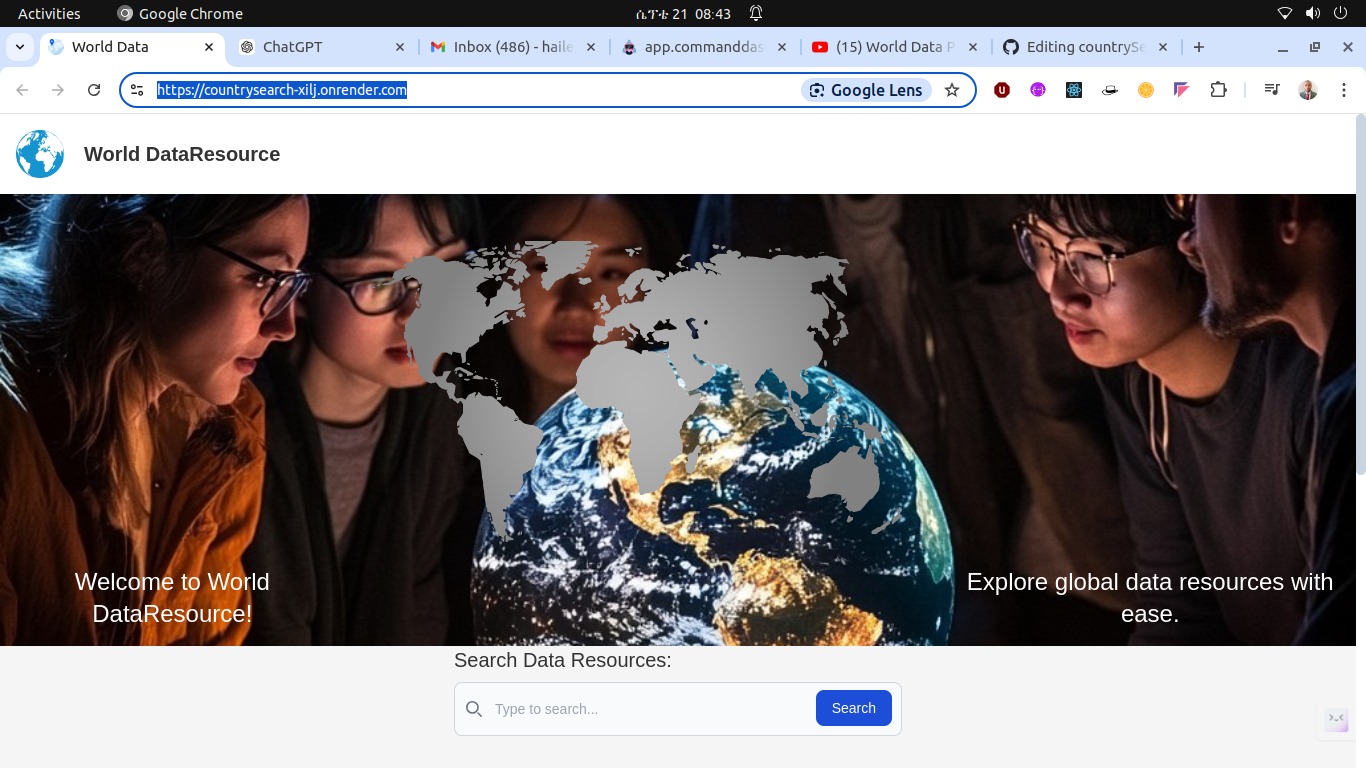 Activities
Google Chrome
ሴፕቴ 21 08:43
World Data
ChatGPT
Inbox (486) - haile
app.commanddas
(15) World Data P
Editing countrySe
https://countrysearch-xilj.onrender.com
Google Lens
World DataResource
Welcome to World
DataResource!
Explore global data resources with
ease.
Search Data Resources:
Type to search...
Search